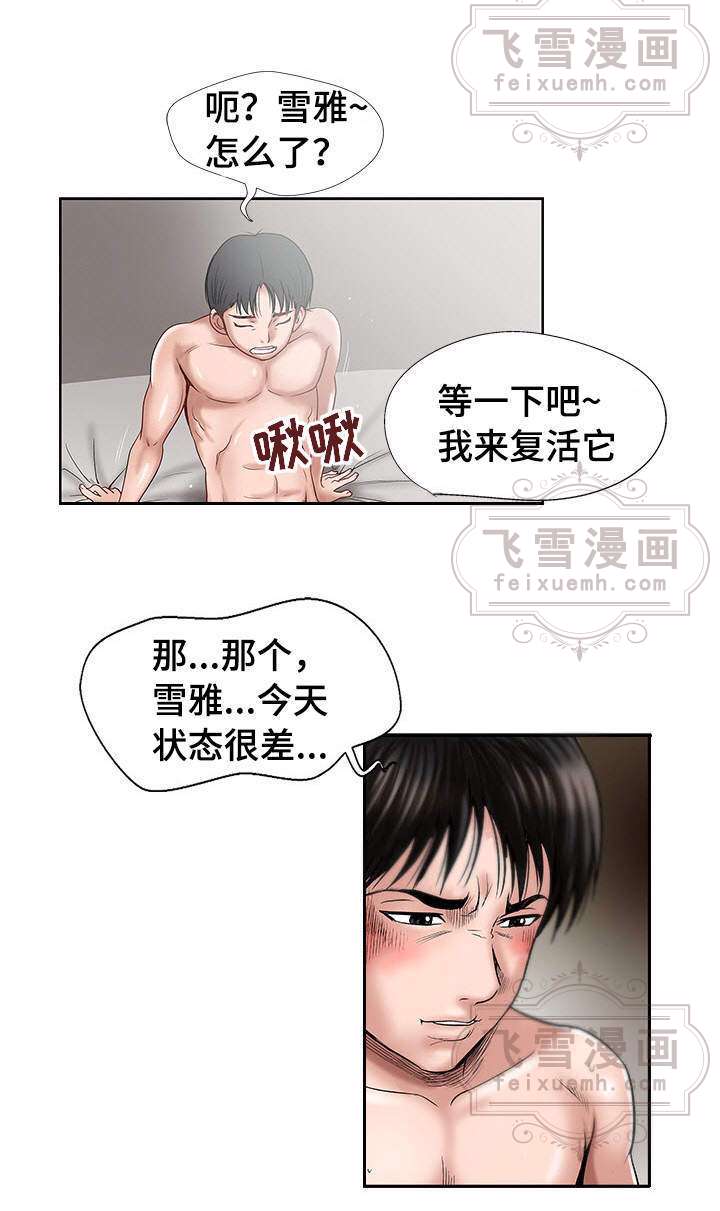 飞雪漫画
feixuemh.com
呃？雪雅~
怎么了？
啾啾
等一下吧~
我来复活它
飞雪漫画
feixuemh.com
那...那个，
雪雅...今天
状态很差...
飞雪漫画
feixuemh.com